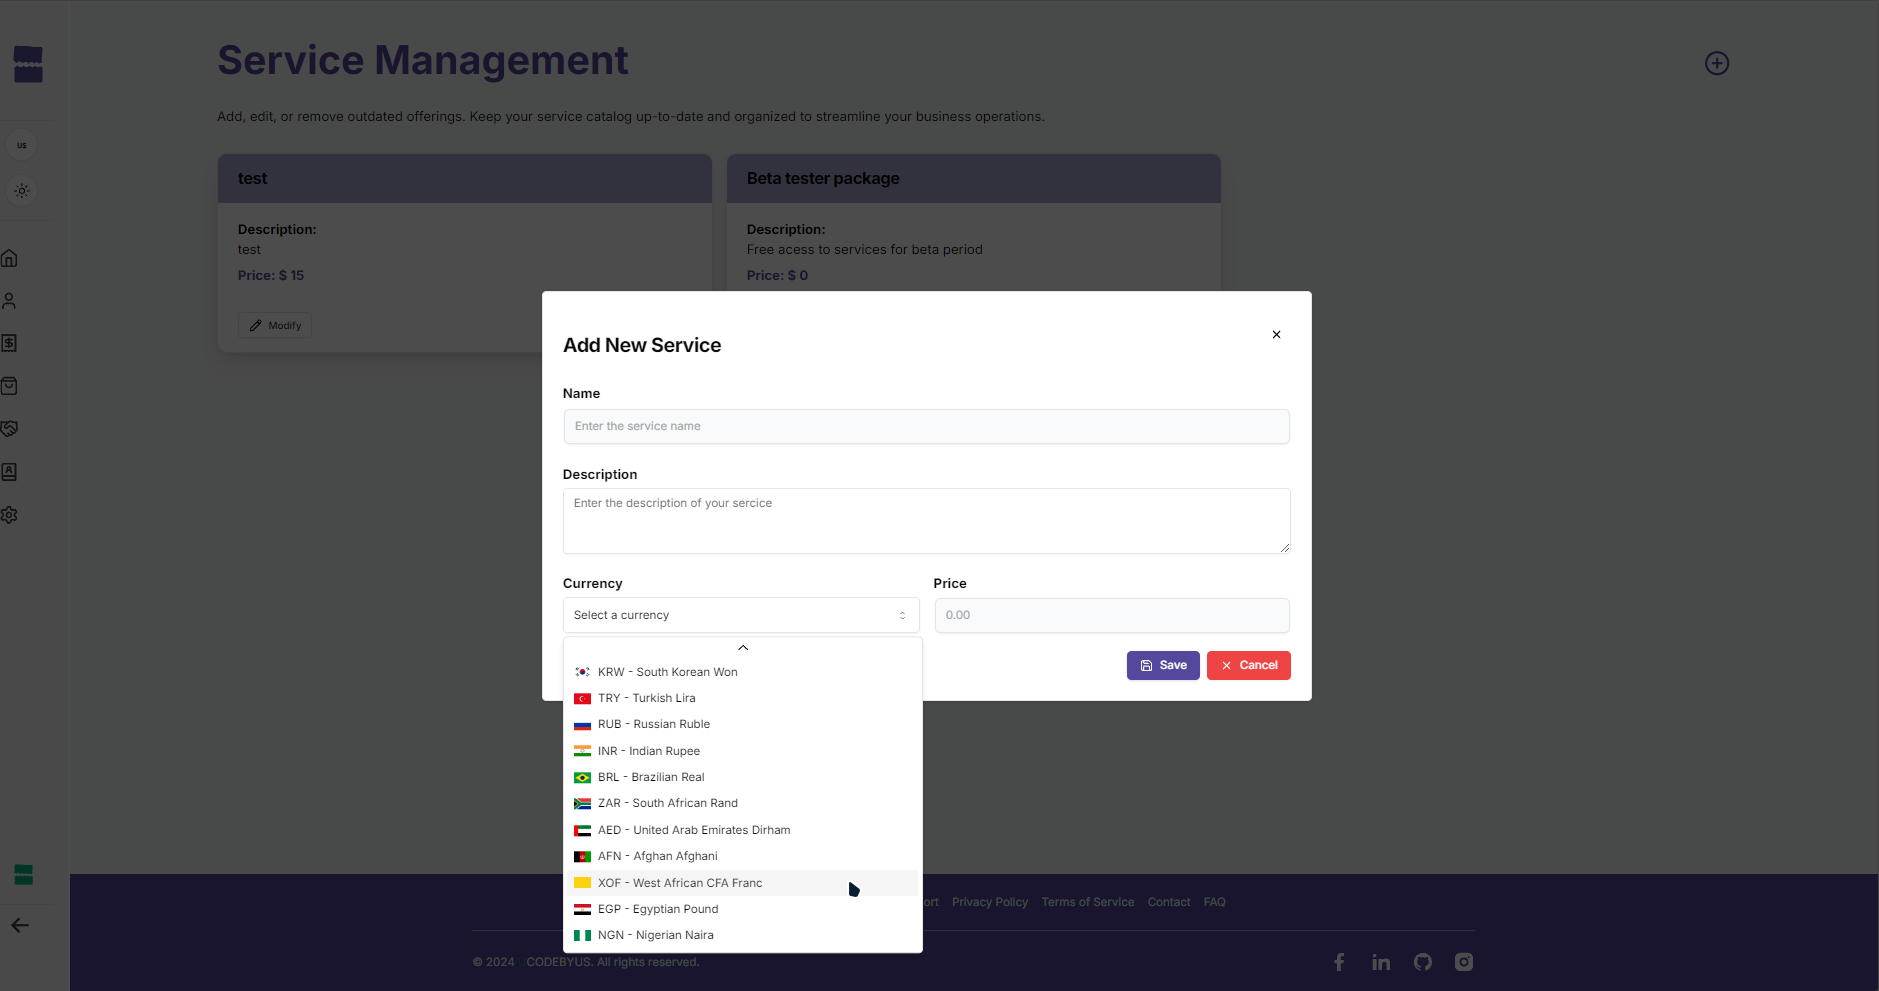 Service Management
Add, edit, or remove outdated offerings. Keep your service catalog up-to-date and organized to streamline your business operations.
US
test
Description:
test
Price: $ 15
Modify
Beta tester package
Description:
Free acess to services for beta period
Price: $ 0
Add New Service
Name
Enter the service name
Description
Enter the description of your sercice
Currency
Select a currency
Price
0.00
KRW - South Korean Won
TRY - Turkish Lira
RUB - Russian Ruble
INR - Indian Rupee
BRL - Brazilian Real
ZAR - South African Rand
AED - United Arab Emirates Dirham
AFN - Afghan Afghani
XOF - West African CFA Franc
EGP - Egyptian Pound
NGN - Nigerian Naira
Save
Cancel
ort Privacy Policy Terms of Service Contact FAQ
© 2024 CODEBYUS. All rights reserved.